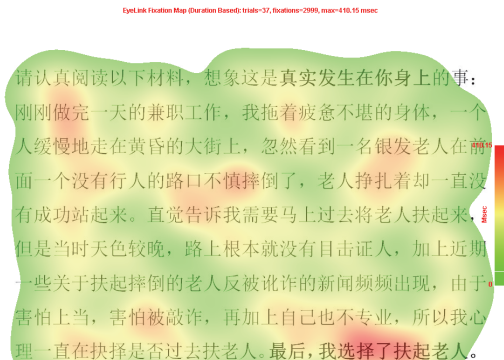 EyeLink Fixation Map (Duration Based): trials=37, fixations=2999, max=410.15 msec
请认真阅读以下材料，想象这是真实发生在你身上的事：
刚刚做完一天的兼职工作，我拖着疲惫不堪的身体，一个
人缓慢地走在黄昏的大街上，忽然看到一名银发老人在前
面一个没有行人的路口不慎摔倒了，老人挣扎着却一直没
有成功站起来。直觉告诉我需要马上过去将老人扶起来，
但是当时天色较晚，路上根本就没有目击证人，加上近期
一些关于扶起摔倒的老人反被讹诈的新闻频频出现，由于
害怕上当，害怕被敲诈，再加上自己也不专业，所以我心
理一直在抉择是否过去扶老人。最后，我选择了扶起老人。
410.15
Msec
0